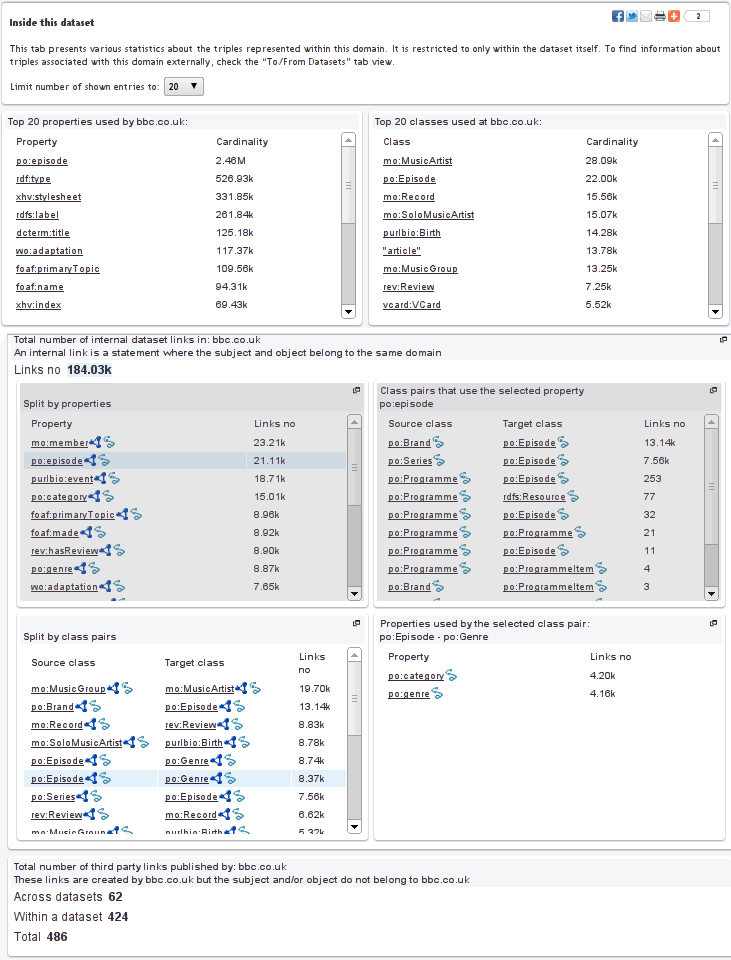 Inside this dataset
2
This tab presents various statistics about the triples represented within this domain. It is restricted to only within the dataset itself. To find information about
triples associated with this domain externally, check the "To/From Datasets" tab view.
Limit number of shown entries to: 20
Top 20 properties used by bbc.co.uk:
Property Cardinality
po:episode 2.46M
rdf:type 526.93k
xhv:stylesheet 331.85k
rdfs:label 261.84k
dcterm:title 125.18k
wo:adaptation 117.37k
foaf:primaryTopic 109.56k
foaf:name 94.31k
xhv:index 69.43k
Top 20 classes used at bbc.co.uk:
Class Cardinality
mo:MusicArtist 28.09k
po:Episode 22.00k
mo:Record 15.56k
mo:SoloMusicArtist 15.07k
purlbio:Birth 14.28k
"article" 13.78k
mo:MusicGroup 13.25k
rev:Review 7.25k
vcard:VCard 5.52k
Total number of internal dataset links in: bbc.co.uk
An internal link is a statement where the subject and object belong to the same domain
Links no 184.03k
Split by properties
Property Links no
mo:member 23.21k
po:episode 21.11k
purlbio:event 18.71k
po:category 15.01k
foaf:primaryTopic 8.96k
foaf:made 8.92k
rev:hasReview 8.90k
po:genre 8.87k
wo:adaptation 7.65k
Class pairs that use the selected property
po:episode
Source class Target class Links no
po:Brand po:Episode 13.14k
po:Series po:Episode 7.56k
po:Programme po:Episode 253
po:Programme rdfs:Resource 77
po:Programme po:Episode 32
po:Programme po:Programme 21
po:Programme po:Episode 11
po:Programme po:ProgrammeItem 4
po:Brand po:ProgrammeItem 3
Split by class pairs
Source class Target class Links
no
mo:MusicGroup mo:MusicArtist 19.70k
po:Brand po:Episode 13.14k
mo:Record rev:Review 8.83k
mo:SoloMusicArtist purlbio:Birth 8.78k
po:Episode po:Genre 8.74k
po:Episode po:Genre 8.37k
po:Series po:Episode 7.56k
rev:Review mo:Record 6.62k
mo:MusicGroup purlbio:Birth 5.32k
Properties used by the selected class pair:
po:Episode - po:Genre
Property Links no
po:category 4.20k
po:genre 4.16k
Total number of third party links published by: bbc.co.uk
These links are created by bbc.co.uk but the subject and/or object do not belong to bbc.co.uk
Across datasets 62
Within a dataset 424
Total 486